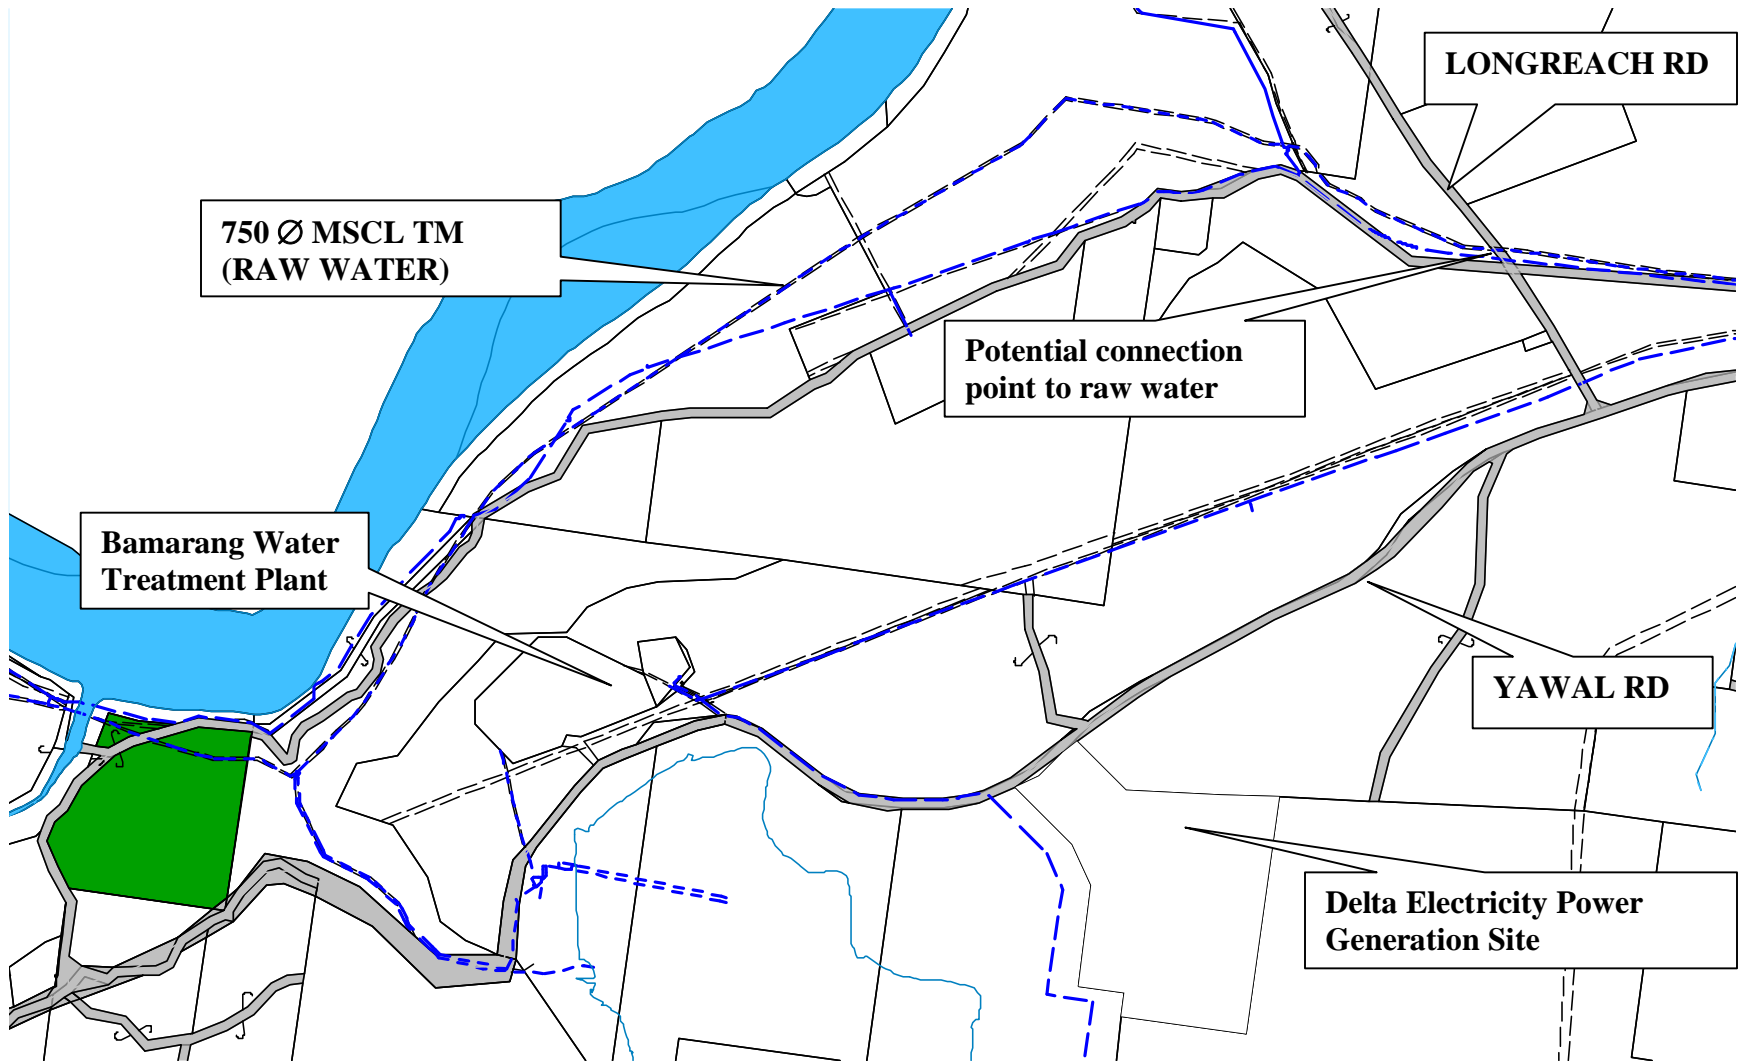 LONGREACH RD
750 ∅ MSCL TM
(RAW WATER)
Potential connection
point to raw water
Bamarang Water
Treatment Plant
YAWAL RD
Delta Electricity Power
Generation Site